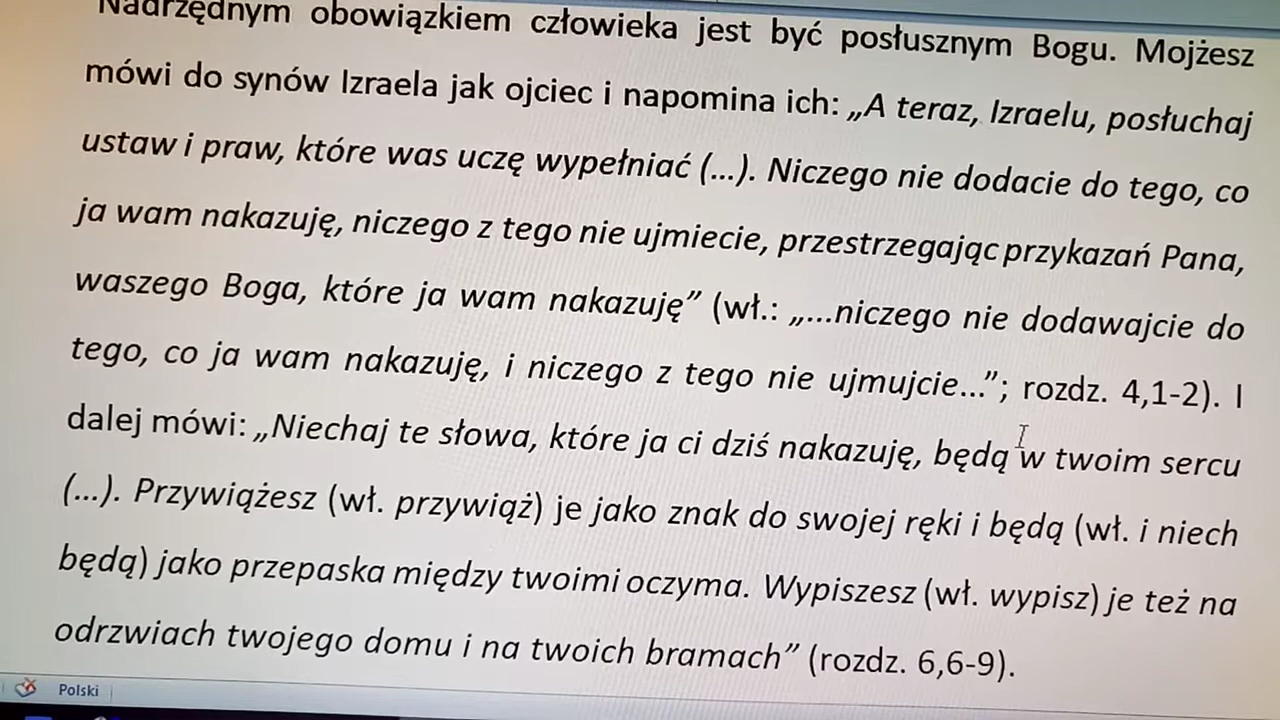 Nadrzędnym obowiązkiem człowieka jest być posłusznym Bogu. Mojżesz
mówi do synów Izraela jak ojciec i napomina ich: „A teraz, Izraelu, posłuchaj
ustaw i praw, które was uczę wypełniać (...). Niczego nie dodacie do tego, co
ja wam nakazuję, niczego z tego nie ujmiecie, przestrzegając przykazań Pana,
waszego Boga, które ja wam nakazuję” (wł.: „...niczego nie dodawajcie do
tego, co ja wam nakazuję, i niczego z tego nie ujmujcie...”; rozdz. 4,1-2). I
dalej mówi: „Niechaj te słowa, które ja ci dziś nakazuję, będą w twoim sercu
(...). Przywiążesz (wł. przywiąż) je jako znak do swojej ręki i będą (wł. i niech
będą) jako przepaska między twoimi oczyma. Wypiszesz (wł. wypisz) je też na
odrzwiach twojego domu i na twoich bramach” (rozdz. 6,6-9).
Polski